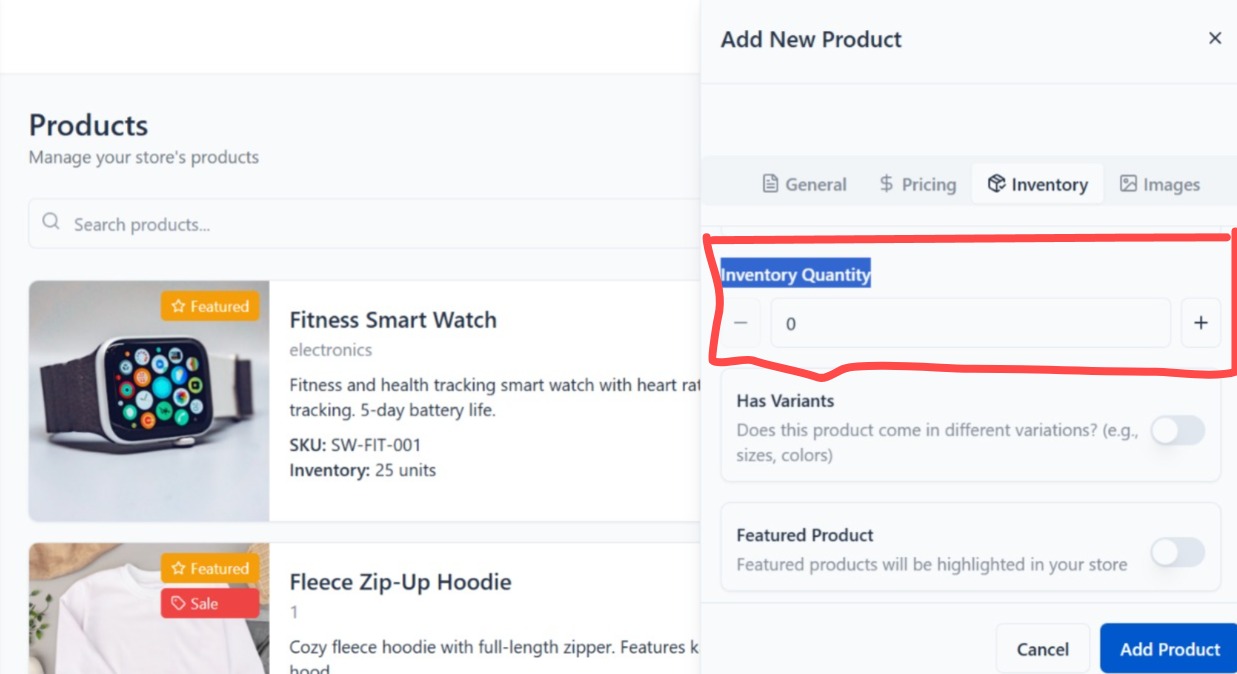 Add New Product
Products
Manage your store's products
General
Pricing
Inventory
Images
Search products...
Inventory Quantity
0
Featured
Fitness Smart Watch
electronics
Fitness and health tracking smart watch with heart
tracking. 5-day battery life.
SKU: SW-FIT-001
Inventory: 25 units
Has Variants
Does this product come in different variations? (e.g.,
sizes, colors)
Featured Product
Featured products will be highlighted in your store
Featured
Sale
Fleece Zip-Up Hoodie
1
Cozy fleece hoodie with full-length zipper. Features
hood
Cancel
Add Product